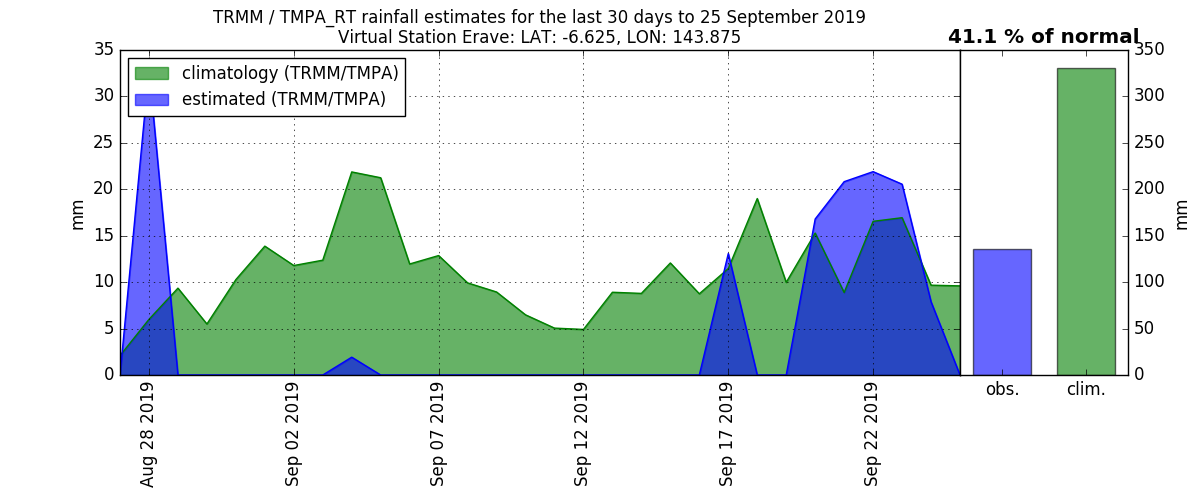 TRMM / TMPA_RT rainfall estimates for the last 30 days to 25 September 2019
Virtual Station Erave: LAT: -6.625, LON: 143.875
41.1 % of normal
climatology (TRMM/TMPA)
estimated (TRMM/TMPA)
35
30
25
20
15
10
5
0
mm
Aug 28 2019
Sep 02 2019
Sep 07 2019
Sep 12 2019
Sep 17 2019
Sep 22 2019
obs.
clim.
350
300
250
200
150
100
50
0
mm